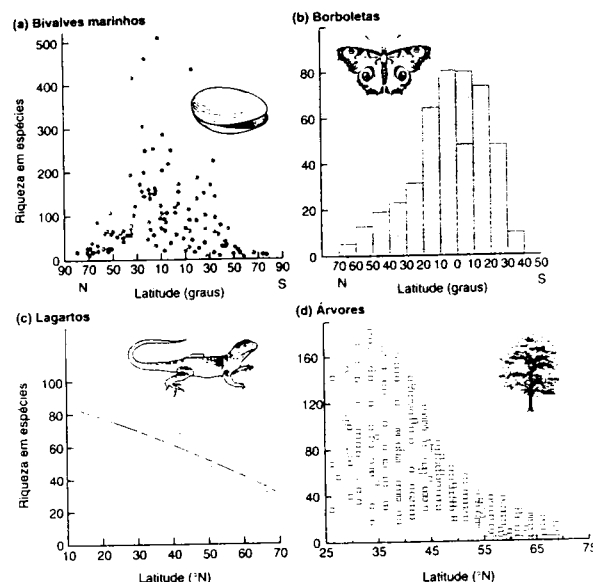 (a) Bivalves marinhos
500
400
300
200
100
0
Riqueza em espécies
90 70 50 30 10 10 30 50 70 90
N
S
Latitude (graus)
(b) Borboletas
80
60
40
20
0
70 60 50 40 30 20 10 0 10 20 30 40 50
N
S
Latitude (graus)
(c) Lagartos
100
80
60
40
20
0
Riqueza em espécies
10 20 30 40 50 60 70
Latitude (°N)
(d) Árvores
160
120
80
40
0
25 35 45 55 65 75
Latitude (°N)